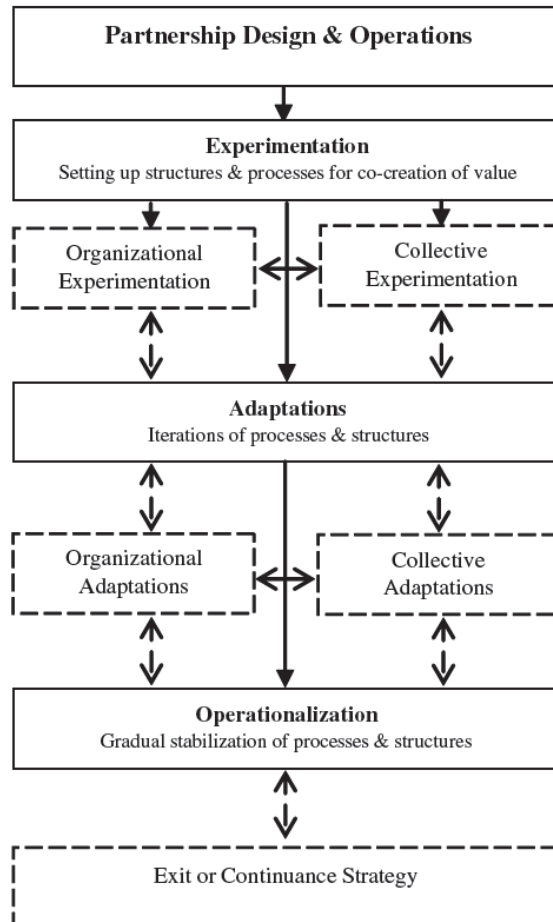 Partnership Design & Operations
Experimentation
Setting up structures & processes for co-creation of value
Organizational
Experimentation
Collective
Experimentation
Adaptations
Iterations of processes & structures
Organizational
Adaptations
Collective
Adaptations
Operationalization
Gradual stabilization of processes & structures
Exit or Continuance Strategy